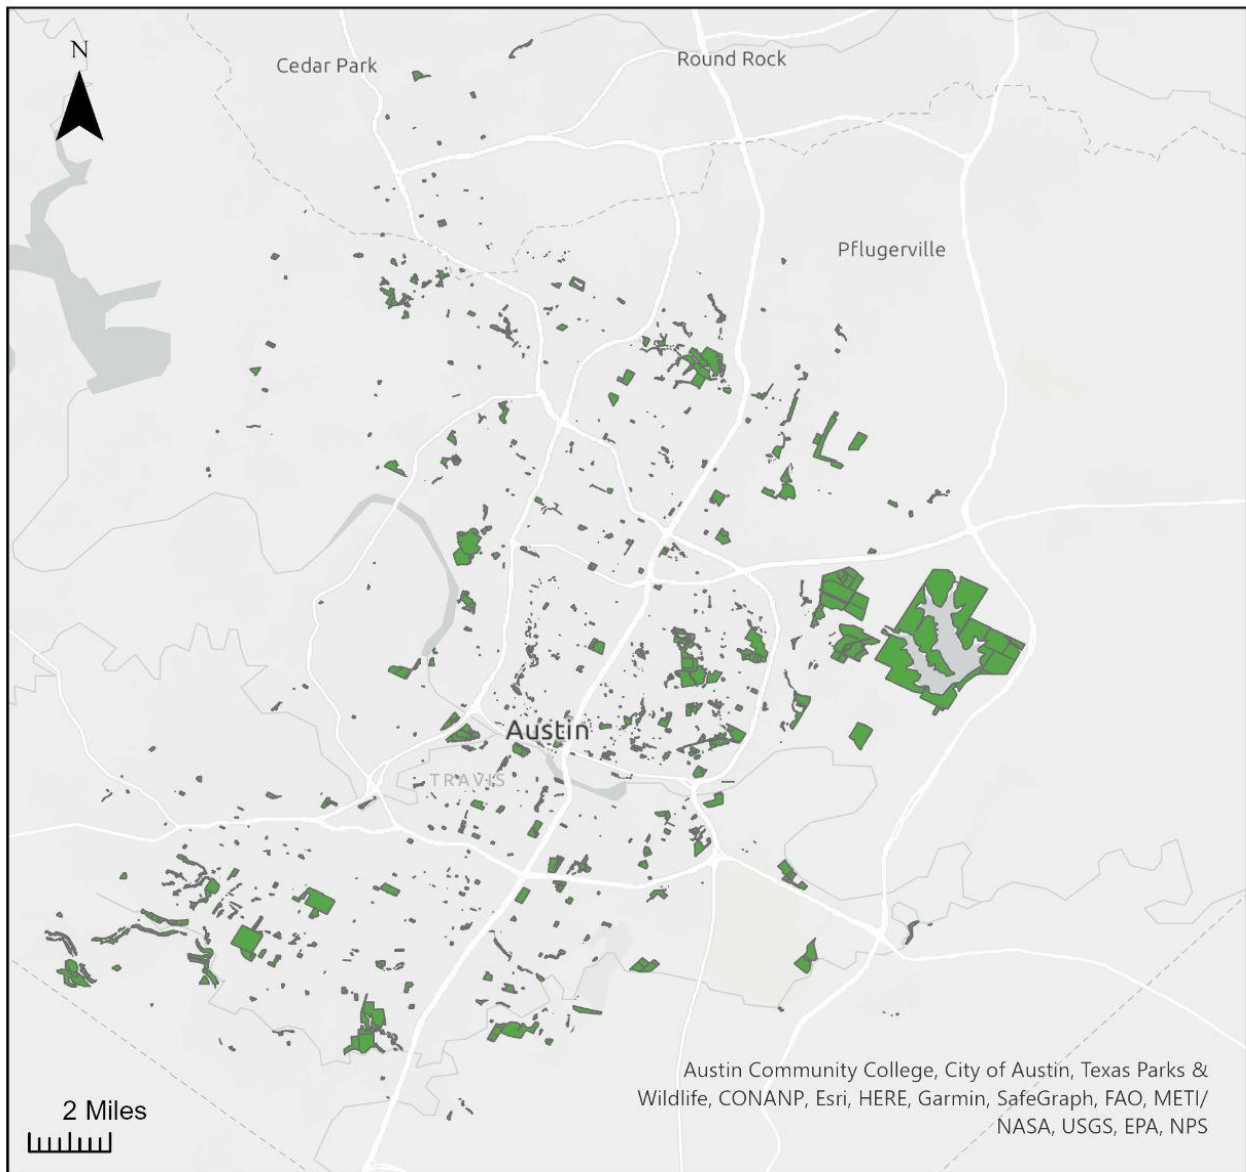 N
Cedar Park
Round Rock
Pflugerville
Austin
TRAVIS
2 Miles
Austin Community College, City of Austin, Texas Parks &
Wildlife, CONANP, Esri, HERE, Garmin, SafeGraph, FAO, METI/
NASA, USGS, EPA, NPS